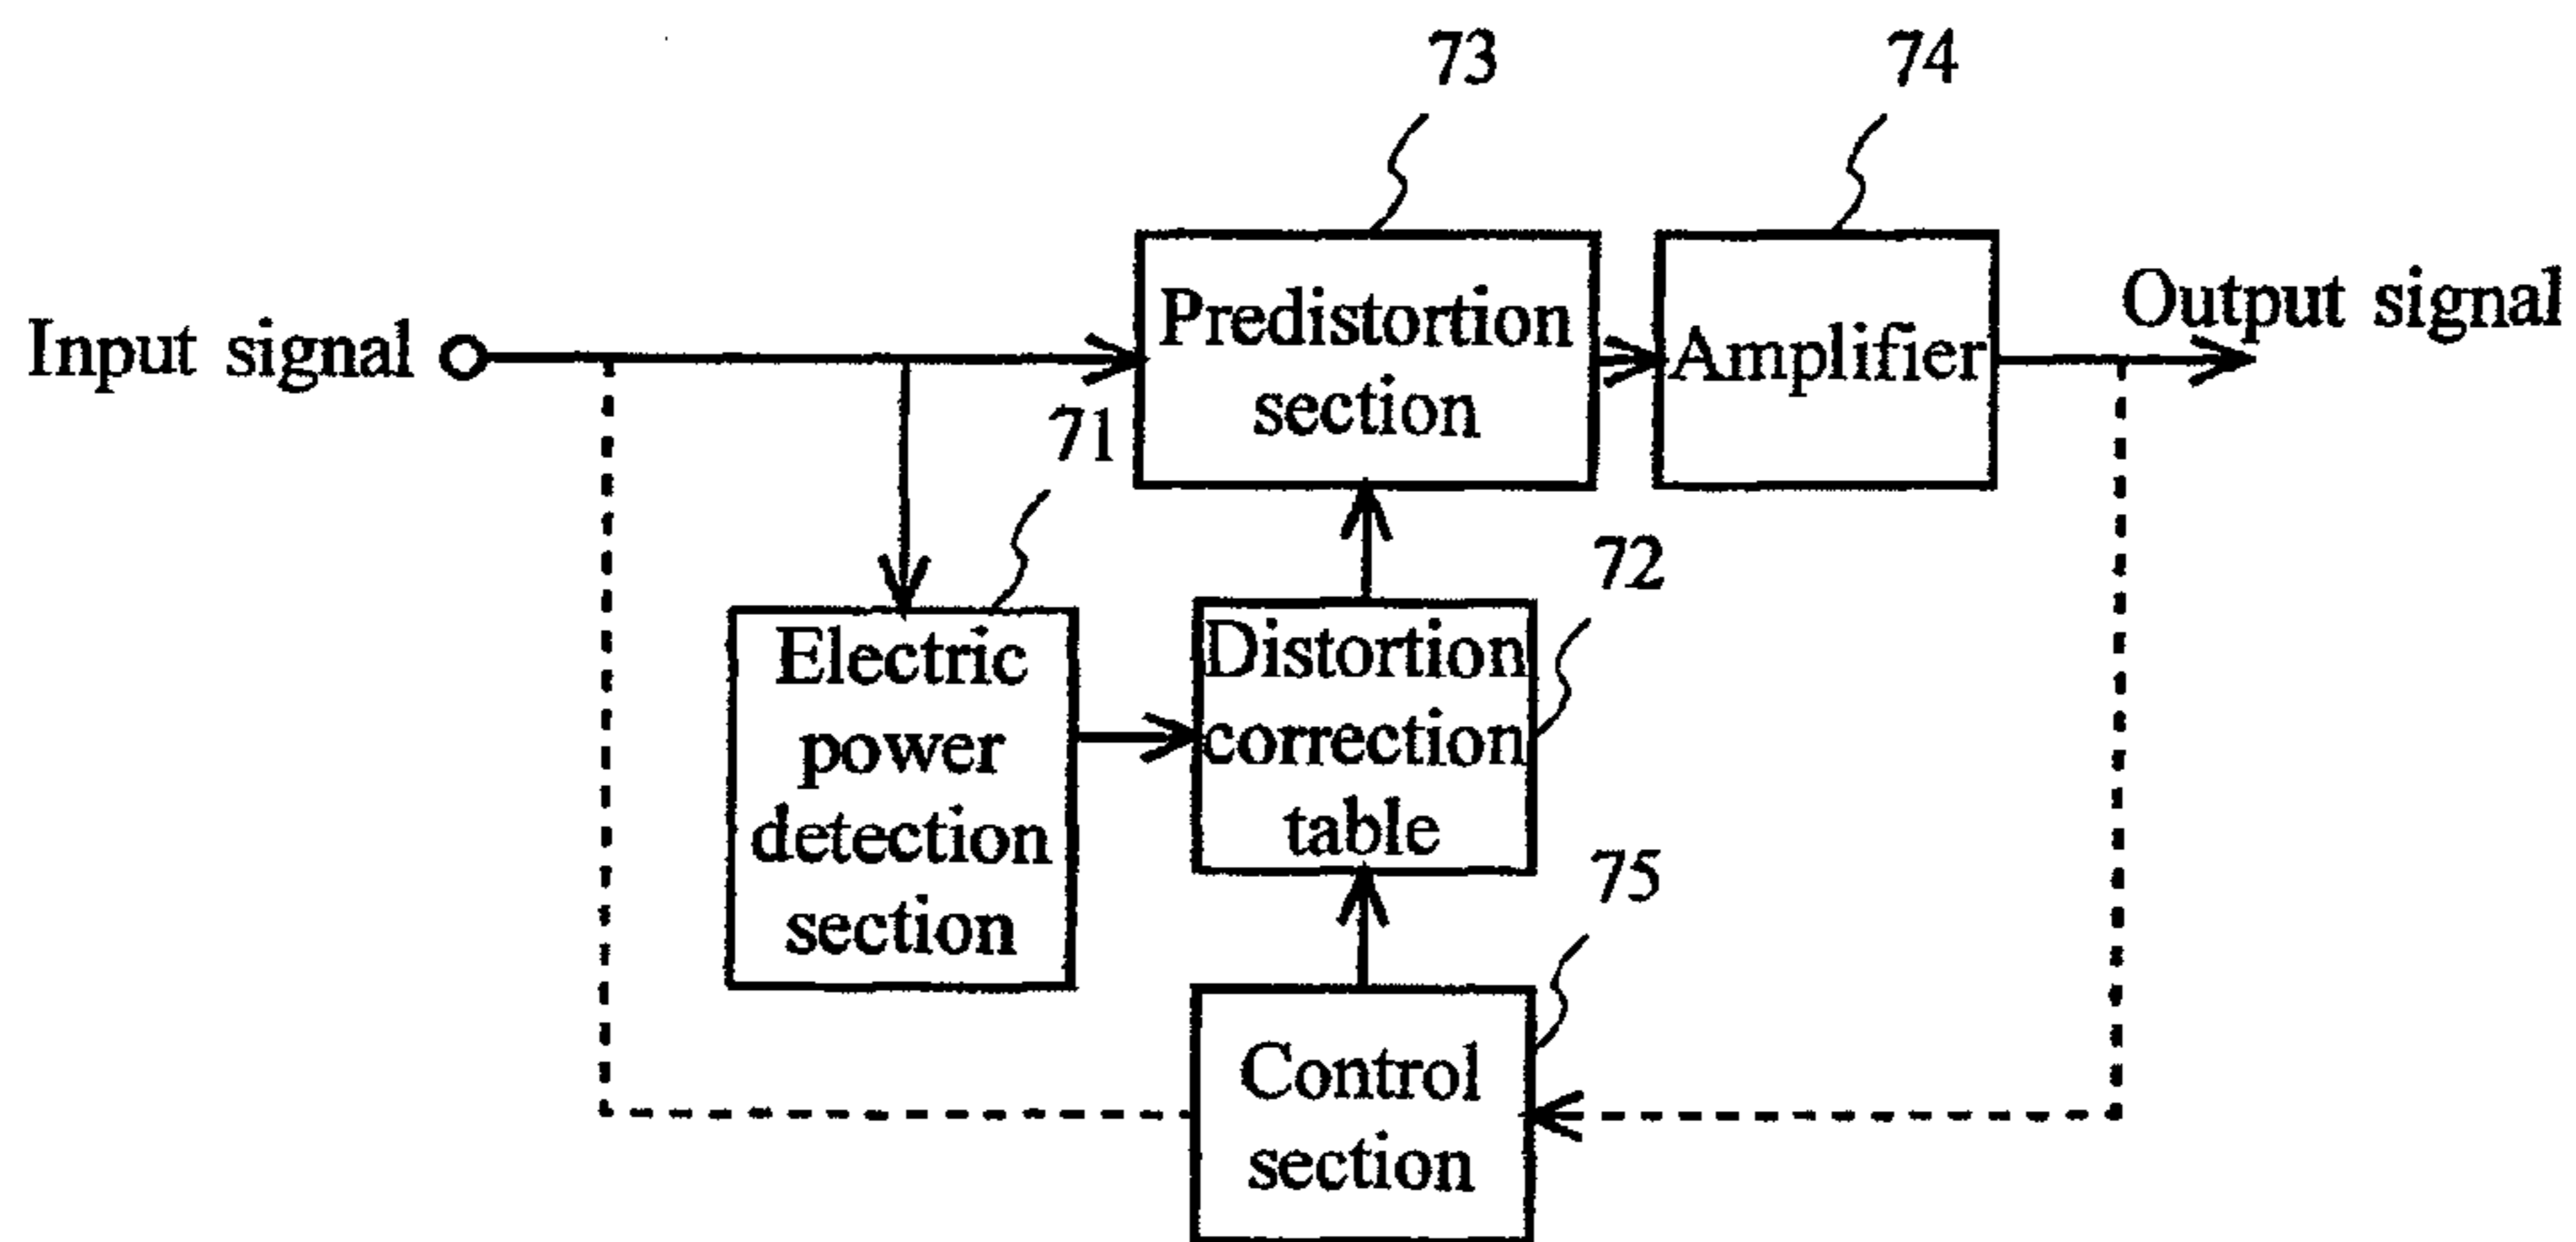 73
74
Input signal
Predistortion
section
Amplifier
Output signal
71
Electric
power
detection
section
72
Distortion
correction
table
75
Control
section